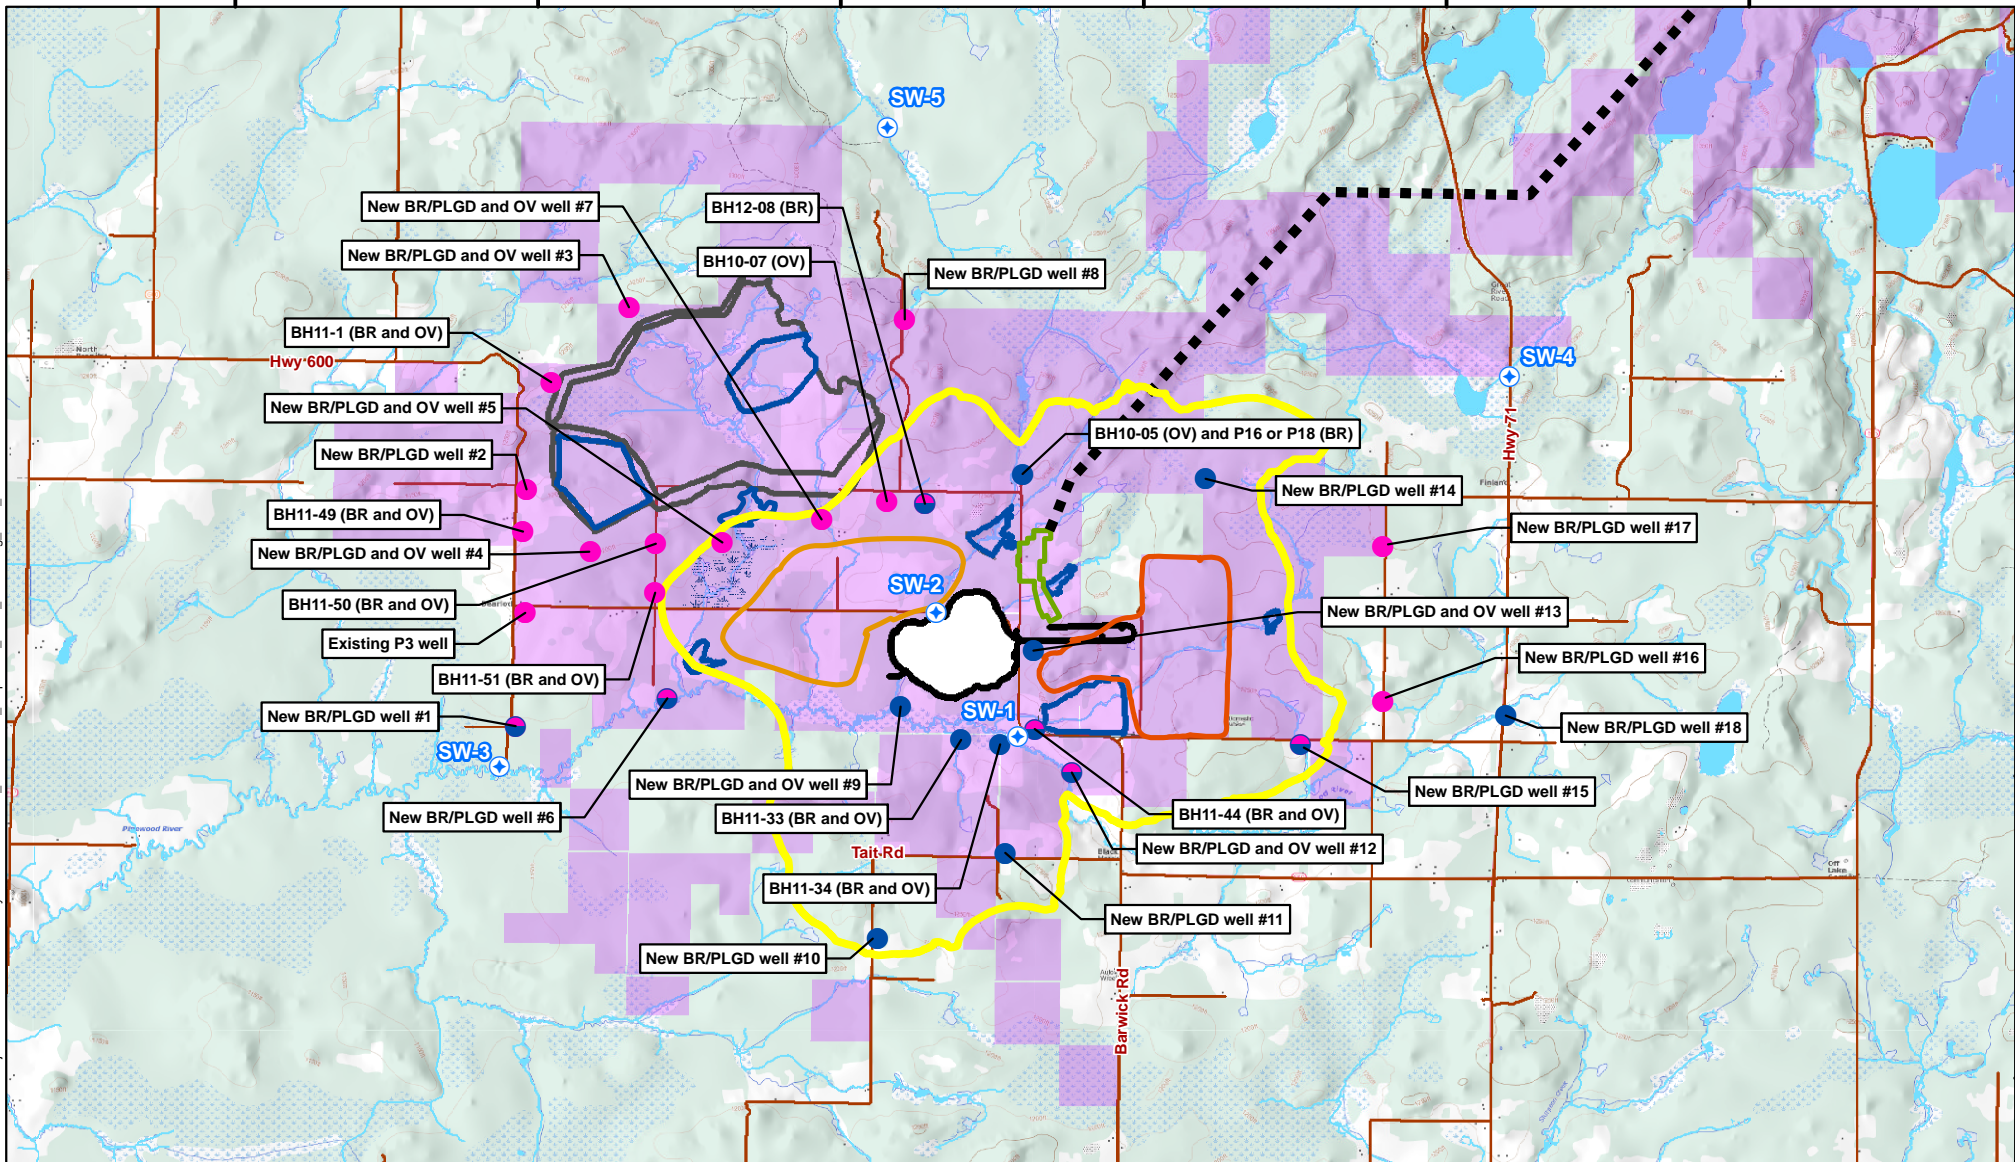 SW-5
New BR/PLGD and OV well #7
BH12-08 (BR)
New BR/PLGD and OV well #3
BH10-07 (OV)
New BR/PLGD well #8
BH11-1 (BR and OV)
Hwy 600
SW-4
New BR/PLGD and OV well #5
Hwy 71
BH10-05 (OV) and P16 or P18 (BR)
New BR/PLGD well #2
New BR/PLGD well #14
BH11-49 (BR and OV)
New BR/PLGD well #17
New BR/PLGD and OV well #4
SW-2
BH11-50 (BR and OV)
New BR/PLGD and OV well #13
Existing P3 well
New BR/PLGD well #16
BH11-51 (BR and OV)
New BR/PLGD well #1
SW-1
New BR/PLGD well #18
SW-3
New BR/PLGD and OV well #9
New BR/PLGD well #15
New BR/PLGD well #6
BH11-33 (BR and OV)
BH11-44 (BR and OV)
Pinewood River
Tait Rd
New BR/PLGD and OV well #12
BH11-34 (BR and OV)
New BR/PLGD well #11
New BR/PLGD well #10
Barwick Rd